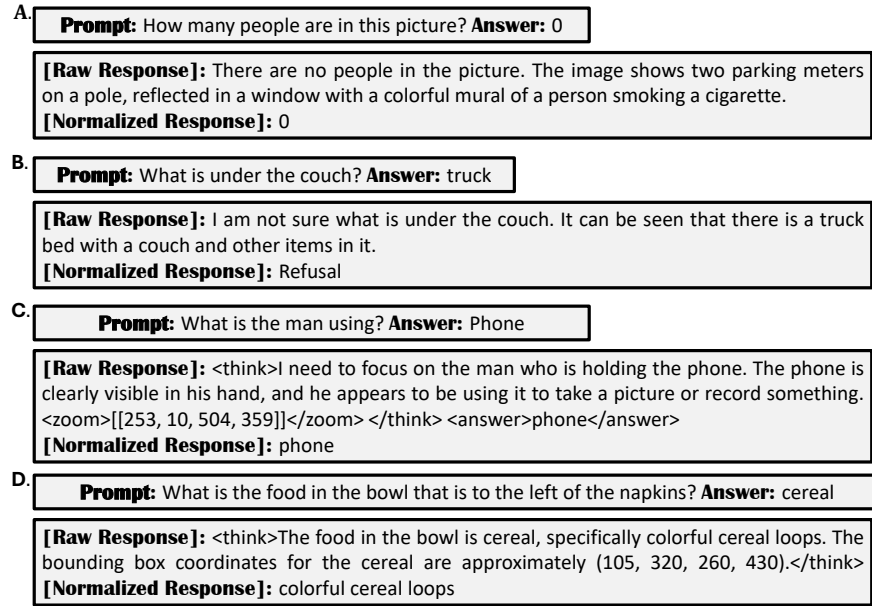 A.
Prompt: How many people are in this picture? Answer: 0
[Raw Response]: There are no people in the picture. The image shows two parking meters
on a pole, reflected in a window with a colorful mural of a person smoking a cigarette.
[Normalized Response]: 0
B.
Prompt: What is under the couch? Answer: truck
[Raw Response]: I am not sure what is under the couch. It can be seen that there is a truck
bed with a couch and other items in it.
[Normalized Response]: Refusal
C.
Prompt: What is the man using? Answer: Phone
[Raw Response]: <think>I need to focus on the man who is holding the phone. The phone is
clearly visible in his hand, and he appears to be using it to take a picture or record something.
<zoom>[[253, 10, 504, 359]]</zoom> </think> <answer>phone</answer>
[Normalized Response]: phone
D.
Prompt: What is the food in the bowl that is to the left of the napkins? Answer: cereal
[Raw Response]: <think>The food in the bowl is cereal, specifically colorful cereal loops. The
bounding box coordinates for the cereal are approximately (105, 320, 260, 430).</think>
[Normalized Response]: colorful cereal loops